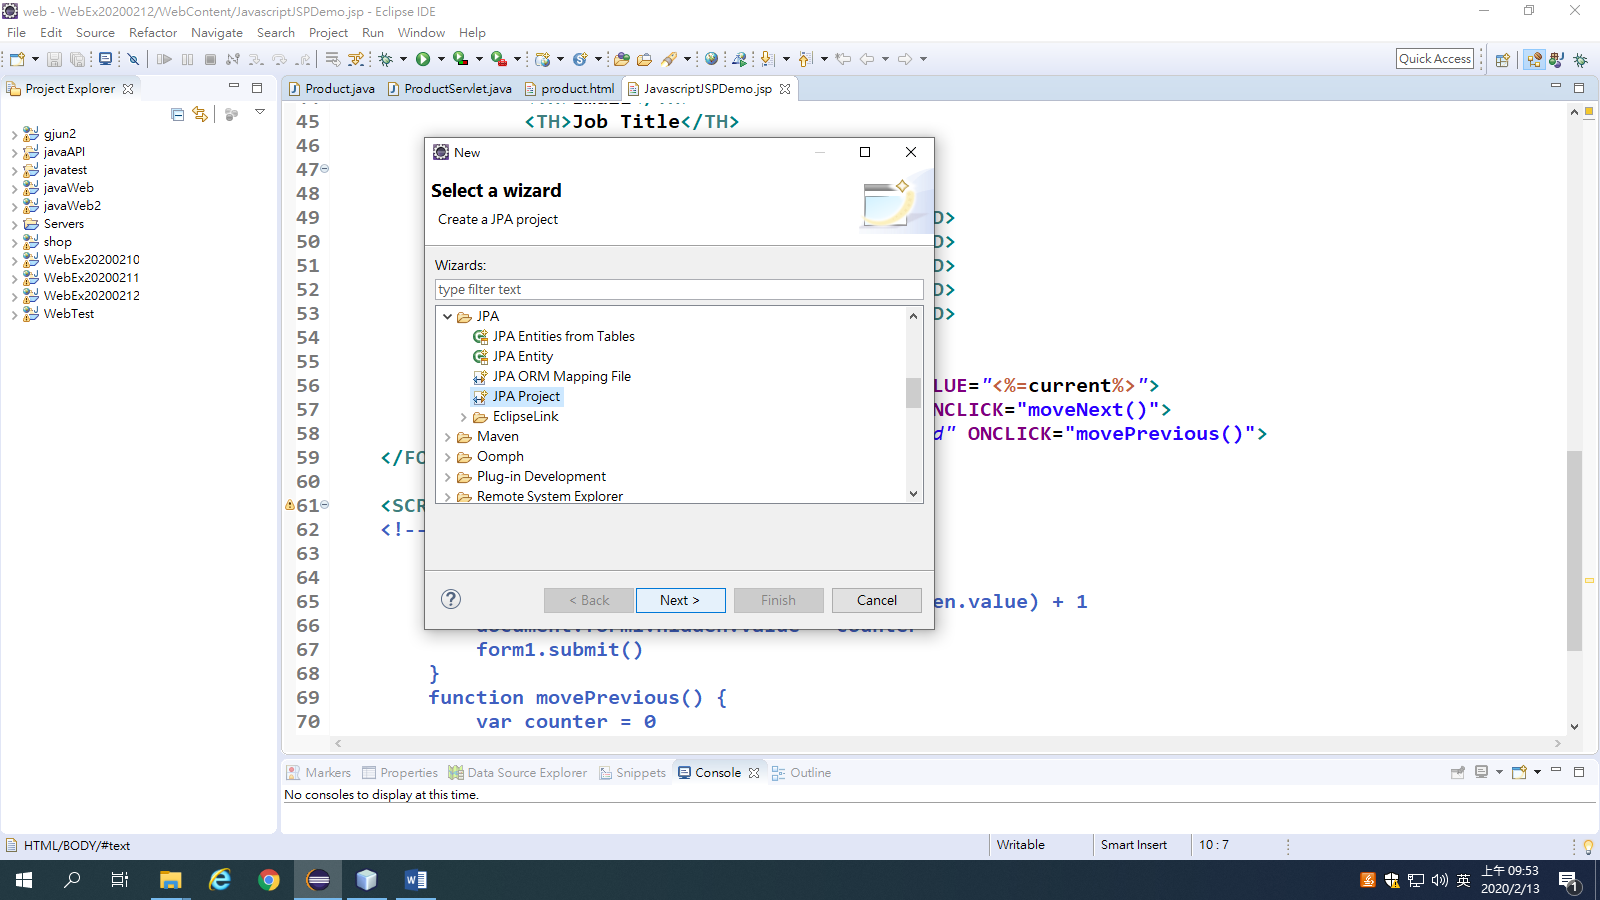 web - WebEx20200212/WebContent/JavascriptJSPDemo.jsp - Eclipse IDE
File Edit Source Refactor Navigate Search Project Run Window Help
Quick Access
Project Explorer
Product.java ProductServlet.java product.html JavascriptJSPDemo.jsp
gjun2
javaAPI
javatest
javaWeb
javaWeb2
Servers
shop
WebEx20200210
WebEx20200211
WebEx20200212
WebTest
45 <TH>Job Title</TH>
46
47
48
49 D>
50 D>
51 D>
52 D>
53 D>
54
55
56 LUE="<%=current%>">
57 NCLICK="moveNext()">
58 d" ONCLICK="movePrevious()">
59 </FO
60
61 <SCR
62 <!--
63
64
65 en.value) + 1
66
67 form1.submit()
68 }
69 function movePrevious() {
70 var counter = 0
New
Select a wizard
Create a JPA project
Wizards:
type filter text
JPA
JPA Entities from Tables
JPA Entity
JPA ORM Mapping File
JPA Project
EclipseLink
Maven
Oomph
Plug-in Development
Remote System Explorer
< Back Next > Finish Cancel
Markers Properties Data Source Explorer Snippets Console Outline
No consoles to display at this time.
HTML/BODY/#text Writable Smart Insert 10 : 7
英
上午 09:53
2020/2/13
1